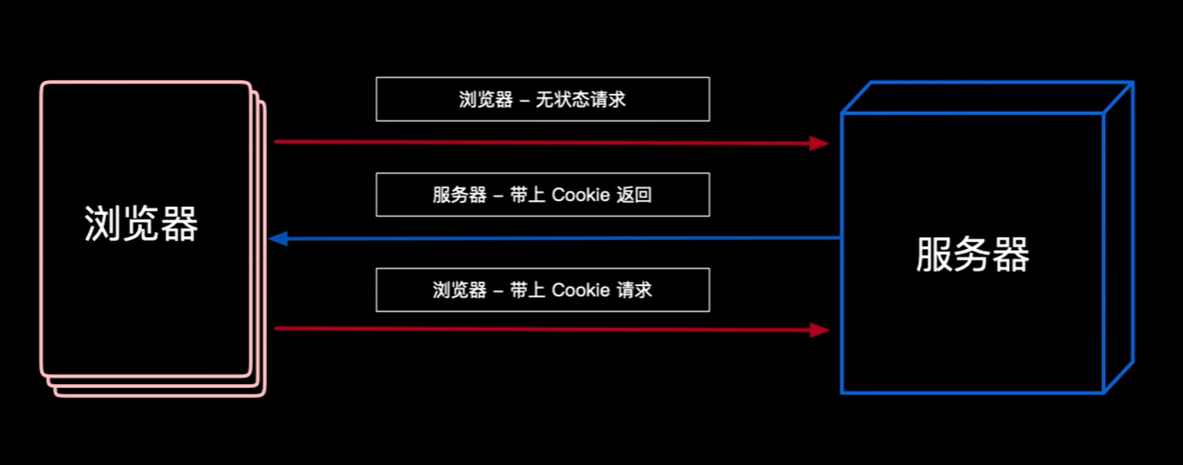 浏览器 – 无状态请求
服务器 – 带上 Cookie 返回
浏览器
服务器
浏览器 – 带上 Cookie 请求